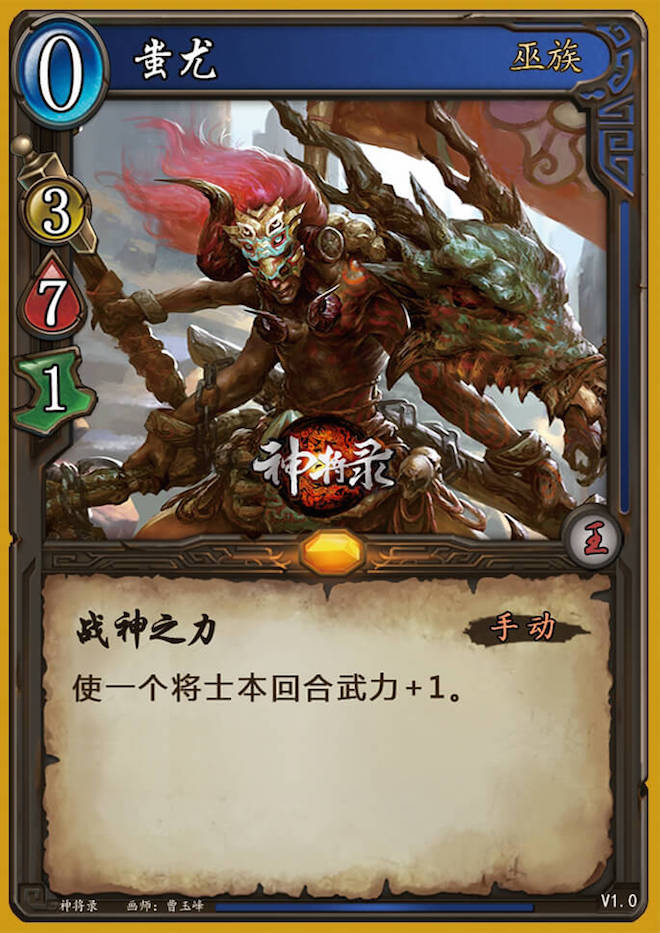 0
蚩尤
巫族
3
7
1
神将录
王
战神之力
手动
使一个将士本回合武力+1。
神将录 画师：曹玉峰
V1.0